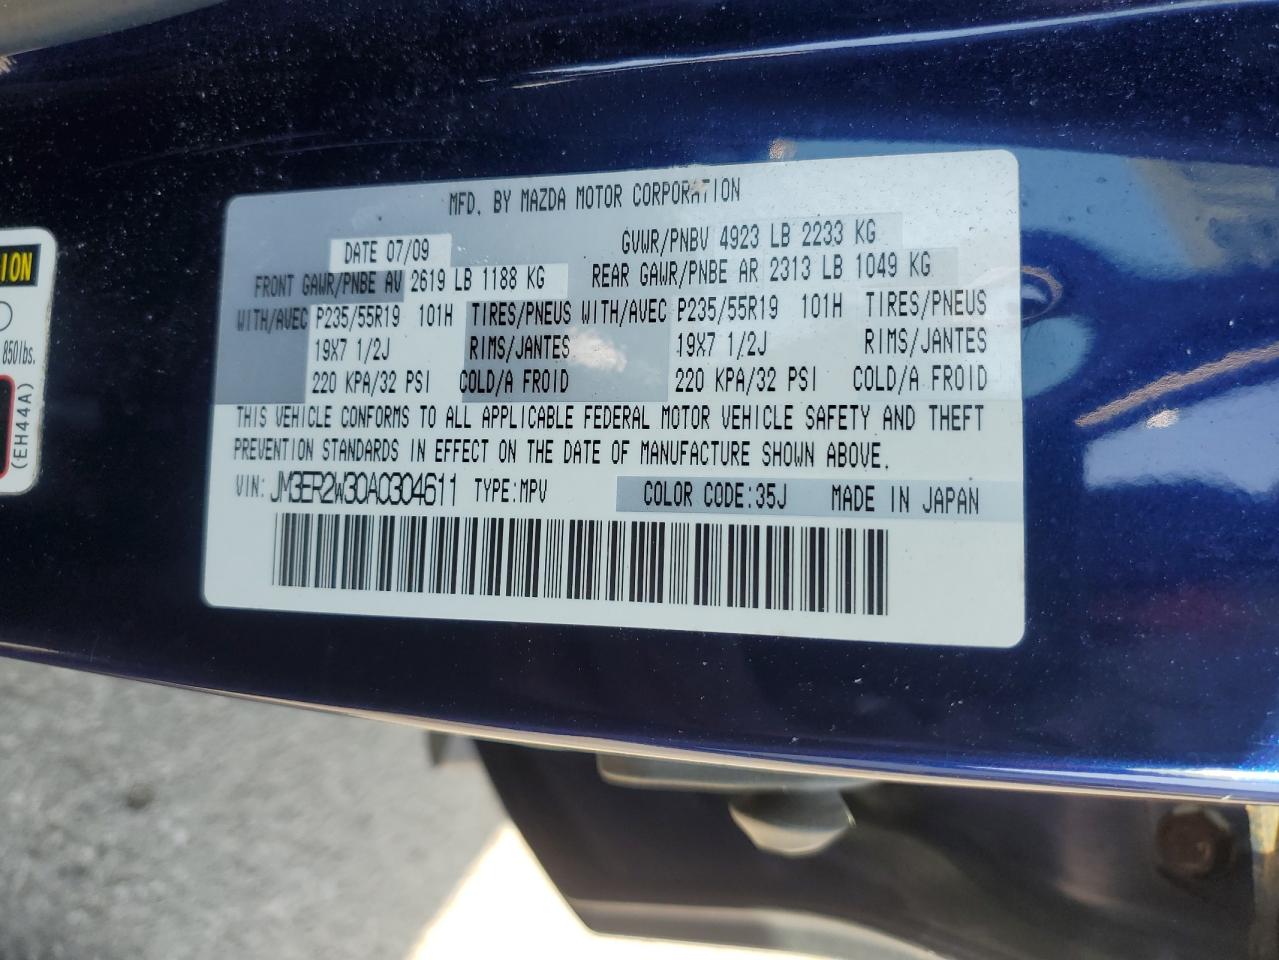 MFD. BY MAZDA MOTOR CORPORATION
DATE 07/09 GVWR/PNBV 4923 LB 2233 KG
FRONT GAWR/PNBE AV 2619 LB 1188 KG REAR GAWR/PNBE AR 2313 LB 1049 KG
WITH/AVEC P235/55R19 101H TIRES/PNEUS WITH/AVEC P235/55R19 101H TIRES/PNEUS
19X7 1/2J RIMS/JANTES 19X7 1/2J RIMS/JANTES
220 KPA/32 PSI COLD/A FROID 220 KPA/32 PSI COLD/A FROID
THIS VEHICLE CONFORMS TO ALL APPLICABLE FEDERAL MOTOR VEHICLE SAFETY AND THEFT
PREVENTION STANDARDS IN EFFECT ON THE DATE OF MANUFACTURE SHOWN ABOVE.
VIN: JM3ER2W30A0304611 TYPE:MPV COLOR CODE:35J MADE IN JAPAN
ION
850lbs.
(EH44A)